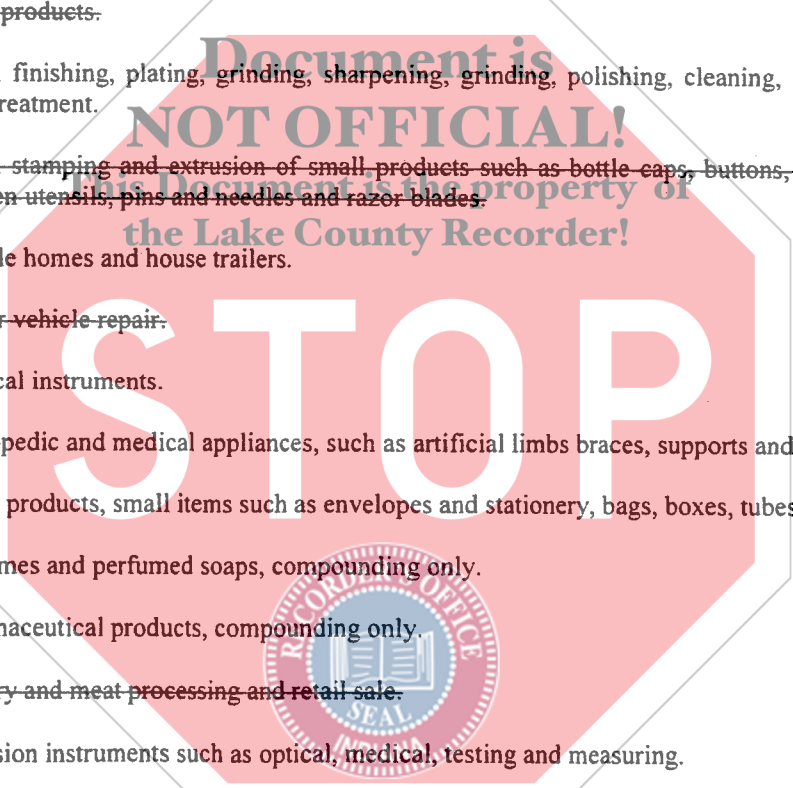 products.
Document is
finishing, plating, grinding, sharpening, grinding, polishing, cleaning,
reatment.
NOT OFFICIAL!
stamping and extrusion of small products such as bottle caps, buttons,
This Document is the property of
en utensils, pins and needles and razor blades.
the Lake County Recorder!
le homes and house trailers.
r vehicle repair.
STOP
cal instruments.
pedic and medical appliances, such as artificial limbs braces, supports and
products, small items such as envelopes and stationery, bags, boxes, tubes
mes and perfumed soaps, compounding only.
RECORDER'S OFFICE
naceutical products, compounding only.
ry and meat processing and retail sale.
SEAL
INDIANA
sion instruments such as optical, medical, testing and measuring.